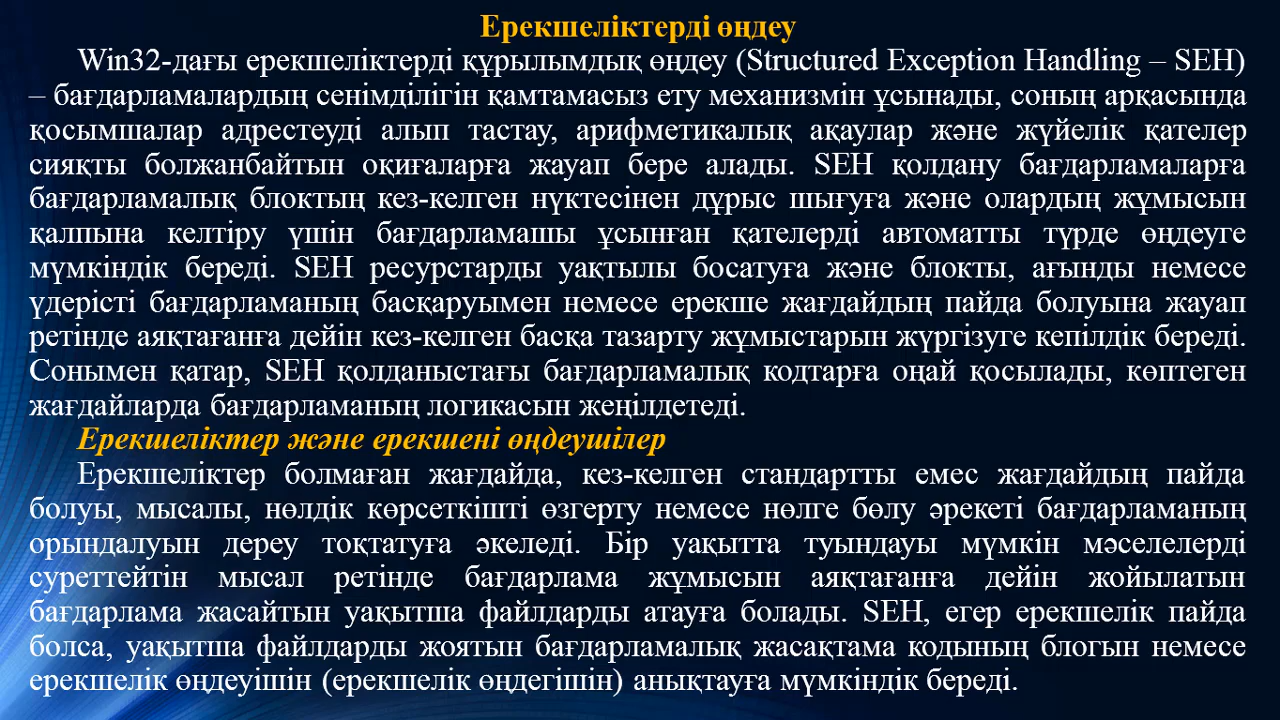 Ерекшеліктерді өңдеу
Win32-дағы ерекшеліктерді құрылымдық өңдеу (Structured Exception Handling – SEH)
– бағдарламалардың сенімділігін қамтамасыз ету механизмін ұсынады, соның арқасында
қосымшалар адрестеуді алып тастау, арифметикалық ақаулар және жүйелік қателер
сияқты болжанбайтын оқиғаларға жауап бере алады. SEH қолдану бағдарламаларға
бағдарламалық блоктың кез-келген нүктесінен дұрыс шығуға және олардың жұмысын
қалпына келтіру үшін бағдарламашы ұсынған қателерді автоматты түрде өңдеуге
мүмкіндік береді. SEH ресурстарды уақтылы босатуға және блокты, ағынды немесе
үдерісті бағдарламаның басқаруымен немесе ерекше жағдайдың пайда болуына жауап
ретінде аяқтағанға дейін кез-келген басқа тазарту жұмыстарын жүргізуге кепілдік береді.
Сонымен қатар, SEH қолданыстағы бағдарламалық кодтарға оңай қосылады, көптеген
жағдайларда бағдарламаның логикасын жеңілдетеді.
Ерекшеліктер және ерекшені өңдеушілер
Ерекшеліктер болмаған жағдайда, кез-келген стандартты емес жағдайдың пайда
болуы, мысалы, нөлдік көрсеткішті өзгерту немесе нөлге бөлу әрекеті бағдарламаның
орындалуын дереу тоқтатуға әкеледі. Бір уақытта туындауы мүмкін мәселелерді
суреттейтін мысал ретінде бағдарлама жұмысын аяқтағанға дейін жойылатын
бағдарлама жасайтын уақытша файлдарды атауға болады. SEH, егер ерекшелік пайда
болса, уақытша файлдарды жоятын бағдарламалық жасақтама кодының блогын немесе
ерекшелік өңдеуішін (ерекшелік өңдегішін) анықтауға мүмкіндік береді.